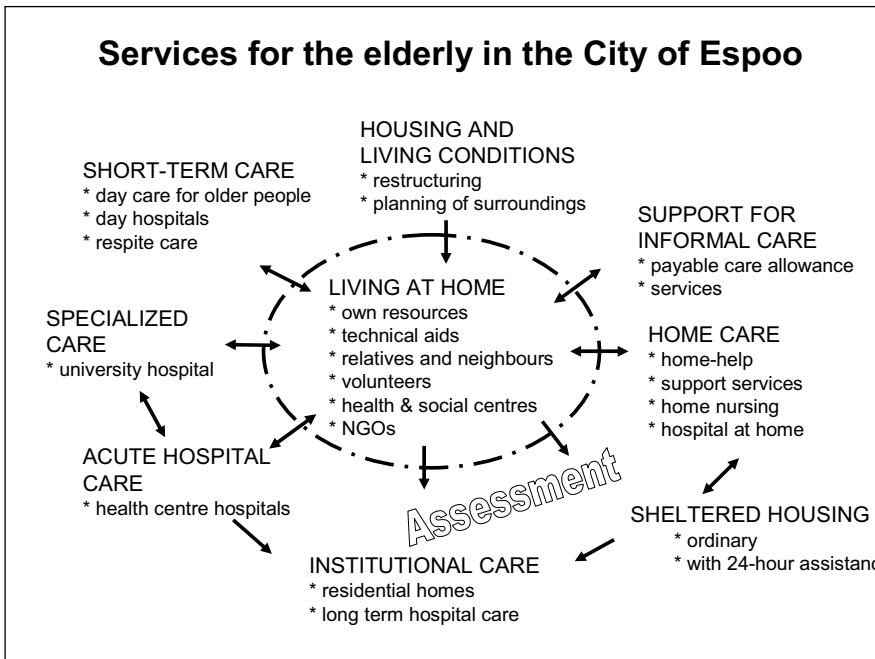 Services for the elderly in the City of Espoo
HOUSING AND
LIVING CONDITIONS
* restructuring
* planning of surroundings
SHORT-TERM CARE
* day care for older people
* day hospitals
* respite care
SUPPORT FOR
INFORMAL CARE
* payable care allowance
* services
LIVING AT HOME
* own resources
* technical aids
* relatives and neighbours
* volunteers
* health & social centres
* NGOs
SPECIALIZED
CARE
* university hospital
HOME CARE
* home-help
* support services
* home nursing
* hospital at home
ACUTE HOSPITAL
CARE
* health centre hospitals
Assessment
SHELTERED HOUSING
* ordinary
* with 24-hour assistanc
INSTITUTIONAL CARE
* residential homes
* long term hospital care